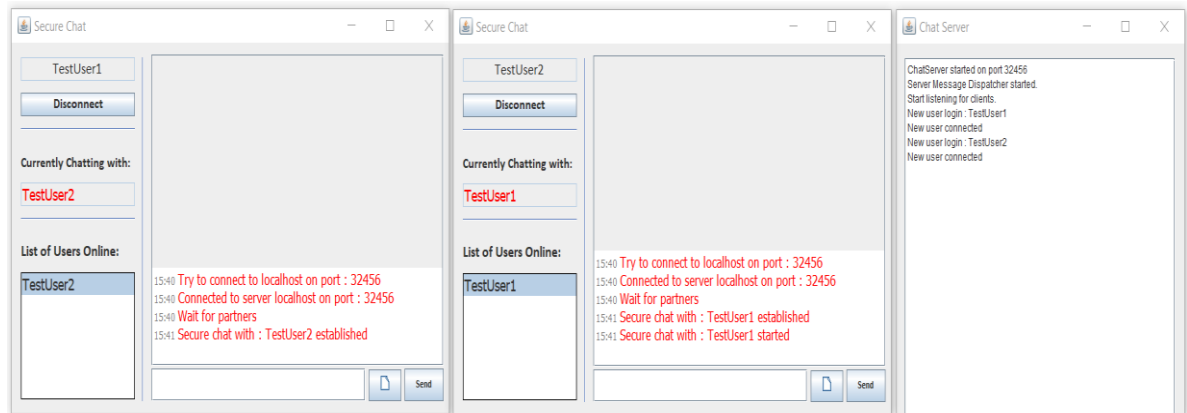 Secure Chat
TestUser1
Disconnect
Currently Chatting with:
TestUser2
List of Users Online:
TestUser2
15:40 Try to connect to localhost on port : 32456
15:40 Connected to server localhost on port : 32456
15:40 Wait for partners
15:41 Secure chat with : TestUser2 established
Send
Secure Chat
TestUser2
Disconnect
Currently Chatting with:
TestUser1
List of Users Online:
TestUser1
15:40 Try to connect to localhost on port : 32456
15:40 Connected to server localhost on port : 32456
15:40 Wait for partners
15:41 Secure chat with : TestUser1 established
15:41 Secure chat with : TestUser1 started
Send
Chat Server
ChatServer started on port 32456
Server Message Dispatcher started.
Start listening for clients.
New user login : TestUser1
New user connected
New user login : TestUser2
New user connected